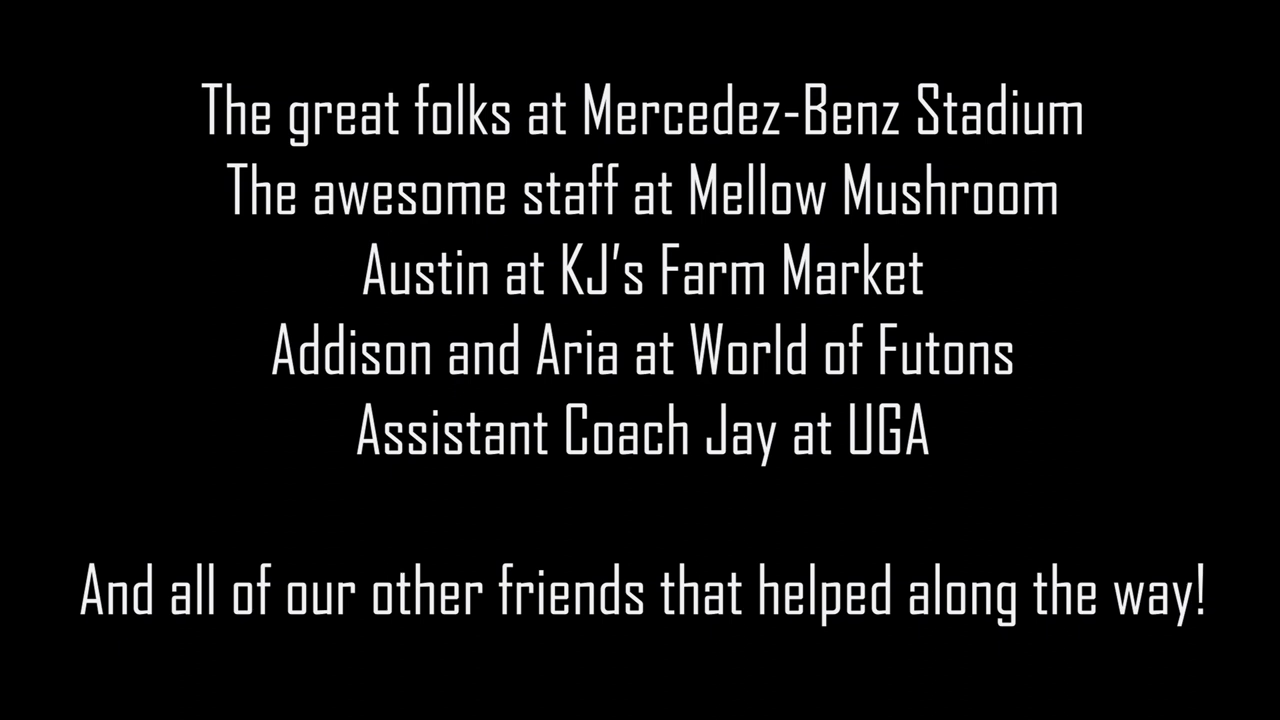 The great folks at Mercedez-Benz Stadium
The awesome staff at Mellow Mushroom
Austin at KJ’s Farm Market
Addison and Aria at World of Futons
Assistant Coach Jay at UGA
And all of our other friends that helped along the way!